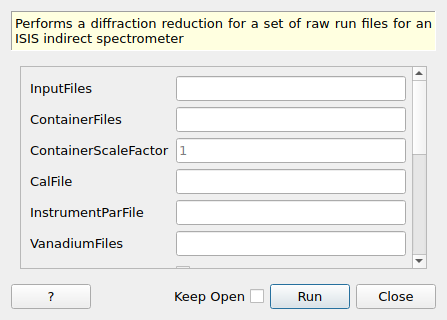 Performs a diffraction reduction for a set of raw run files for an
ISIS indirect spectrometer
InputFiles
ContainerFiles
ContainerScaleFactor 1
CalFile
InstrumentParFile
VanadiumFiles
? Keep Open Run Close